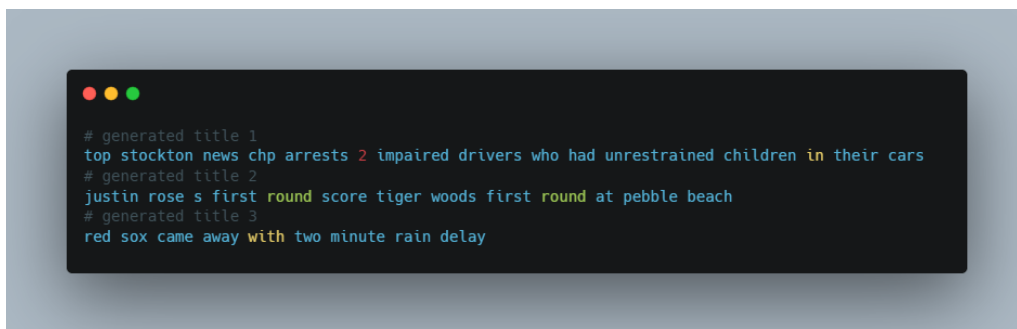 # generated title 1
top stockton news chp arrests 2 impaired drivers who had unrestrained children in their cars
# generated title 2
justin rose s first round score tiger woods first round at pebble beach
# generated title 3
red sox came away with two minute rain delay